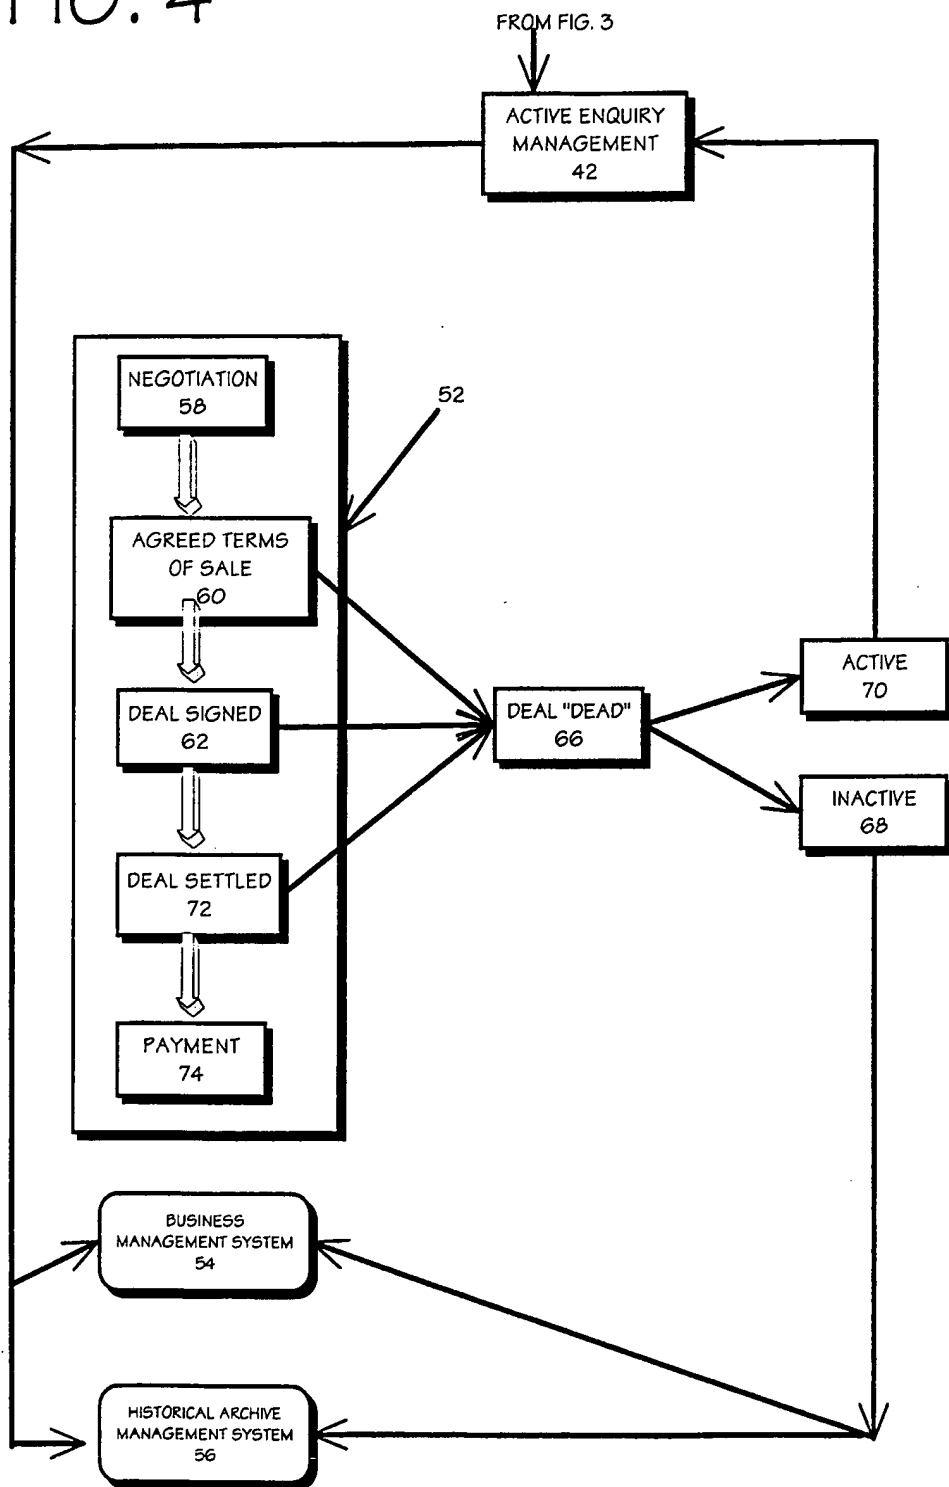 FIG. 4
FROM FIG. 3
ACTIVE ENQUIRY
MANAGEMENT
42
NEGOTIATION
58
52
AGREED TERMS
OF SALE
60
DEAL SIGNED
62
DEAL "DEAD"
66
ACTIVE
70
INACTIVE
68
DEAL SETTLED
72
PAYMENT
74
BUSINESS
MANAGEMENT SYSTEM
54
HISTORICAL ARCHIVE
MANAGEMENT SYSTEM
56